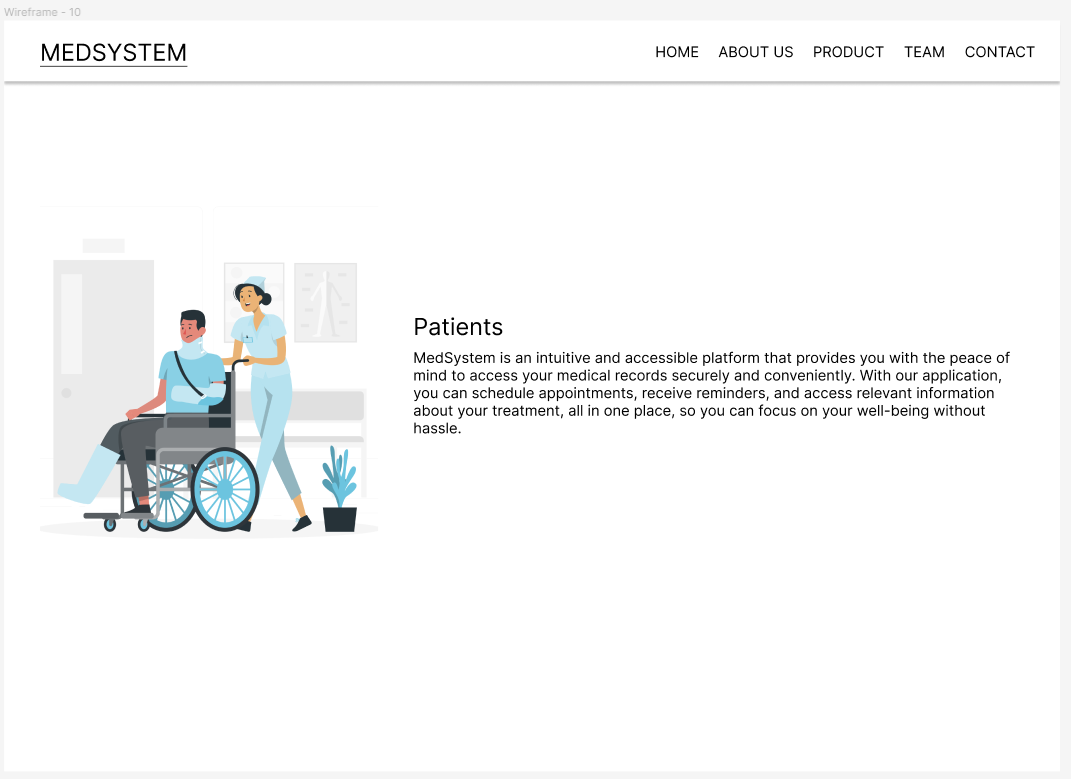 Wireframe - 10
MEDSYSTEM
HOME ABOUT US PRODUCT TEAM CONTACT
Patients
MedSystem is an intuitive and accessible platform that provides you with the peace of
mind to access your medical records securely and conveniently. With our application,
you can schedule appointments, receive reminders, and access relevant information
about your treatment, all in one place, so you can focus on your well-being without
hassle.